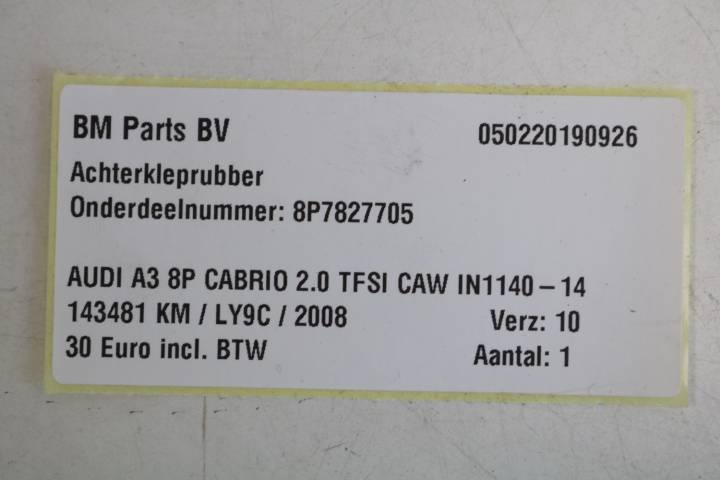 BM Parts BV 050220190926
Achterkleprubber
Onderdeelnummer: 8P7827705
AUDI A3 8P CABRIO 2.0 TFSI CAW IN1140-14
143481 KM / LY9C / 2008 Verz: 10
30 Euro incl. BTW Aantal: 1